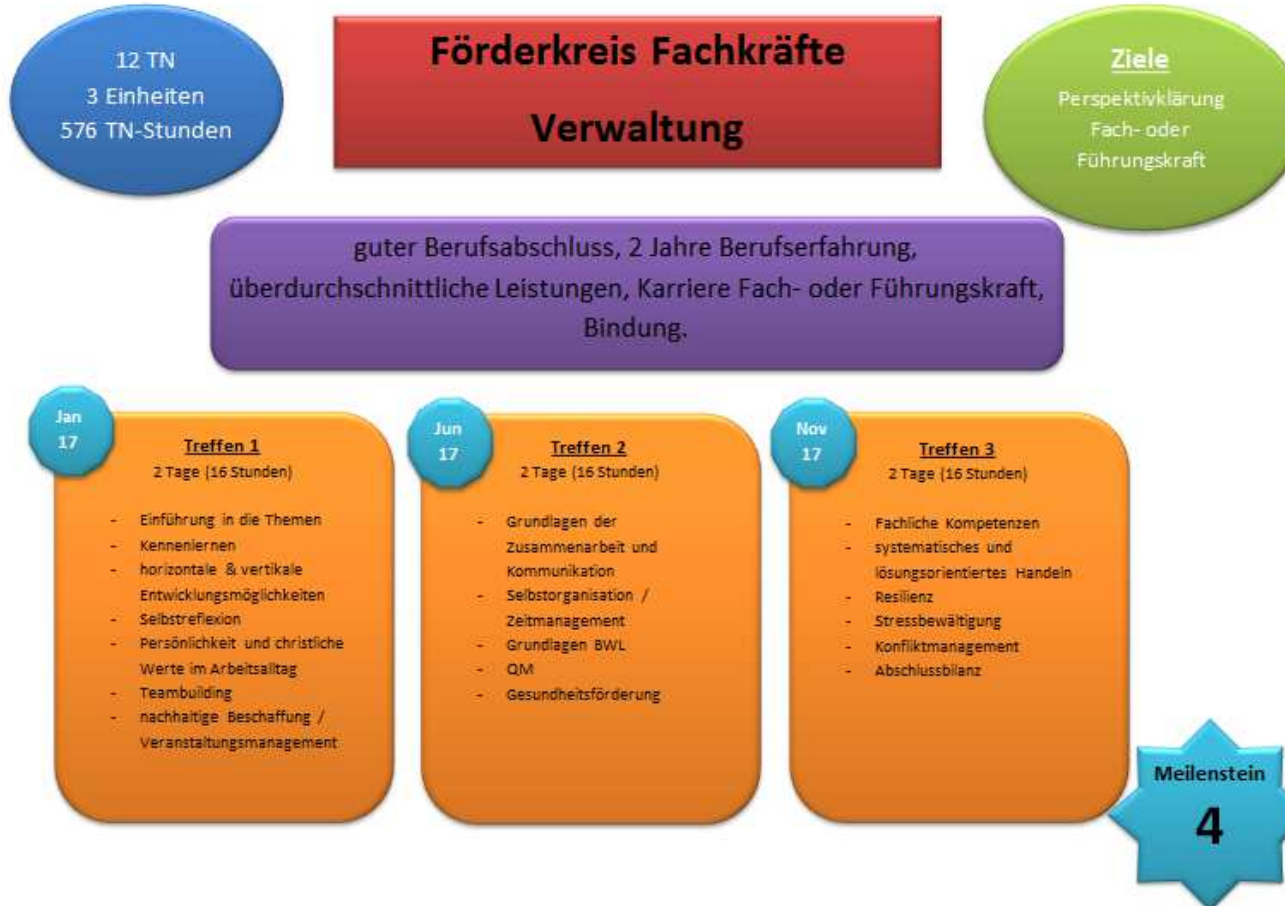 12 TN
3 Einheiten
576 TN-Stunden
Förderkreis Fachkräfte
Verwaltung
Ziele
Perspektivklärung
Fach- oder
Führungskraft
guter Berufsabschluss, 2 Jahre Berufserfahrung,
überdurchschnittliche Leistungen, Karriere Fach- oder Führungskraft,
Bindung.
Jan
17
Treffen 1
2 Tage (16 Stunden)
- Einführung in die Themen
- Kennenlernen
- horizontale & vertikale
Entwicklungsmöglichkeiten
- Selbstreflexion
- Persönlichkeit und christliche
Werte im Arbeitsalltag
- Teambuilding
- nachhaltige Beschaffung /
Veranstaltungsmanagement
Jun
17
Treffen 2
2 Tage (16 Stunden)
- Grundlagen der
Zusammenarbeit und
Kommunikation
- Selbstorganisation /
Zeitmanagement
- Grundlagen BWL
- QM
- Gesundheitsförderung
Nov
17
Treffen 3
2 Tage (16 Stunden)
- Fachliche Kompetenzen
- systematisches und
lösungsorientiertes Handeln
- Resilienz
- Stressbewältigung
- Konfliktmanagement
- Abschlussbilanz
Meilenstein
4